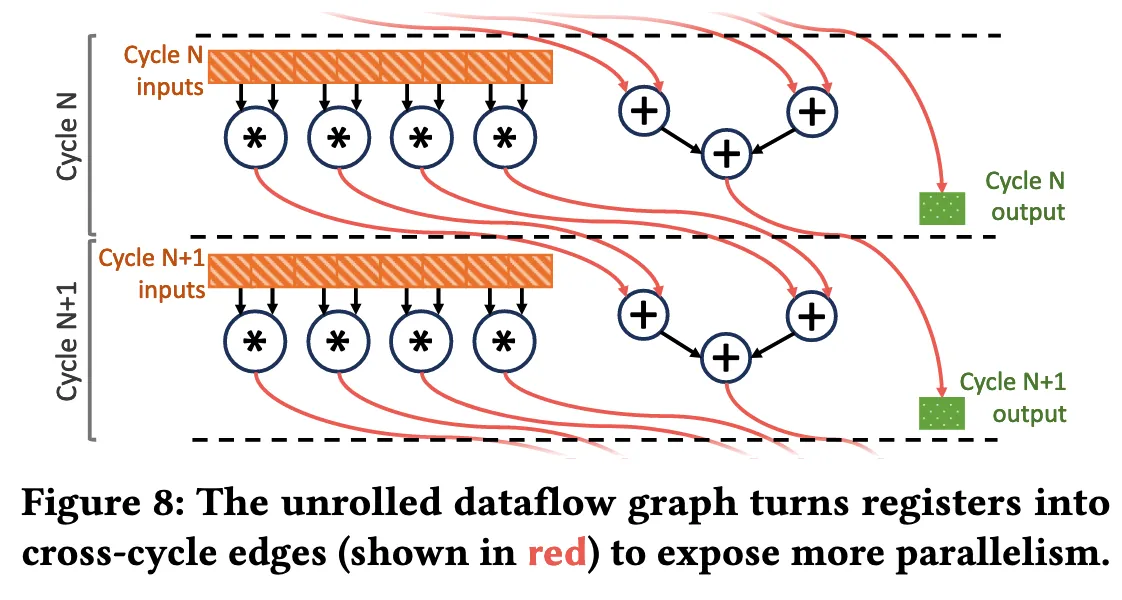 Cycle N
Cycle N
inputs
* * * *
+ +
+
Cycle N
output
Cycle N+1
Cycle N+1
inputs
* * * *
+ +
+
Cycle N+1
output
Figure 8: The unrolled dataflow graph turns registers into
cross-cycle edges (shown in red) to expose more parallelism.